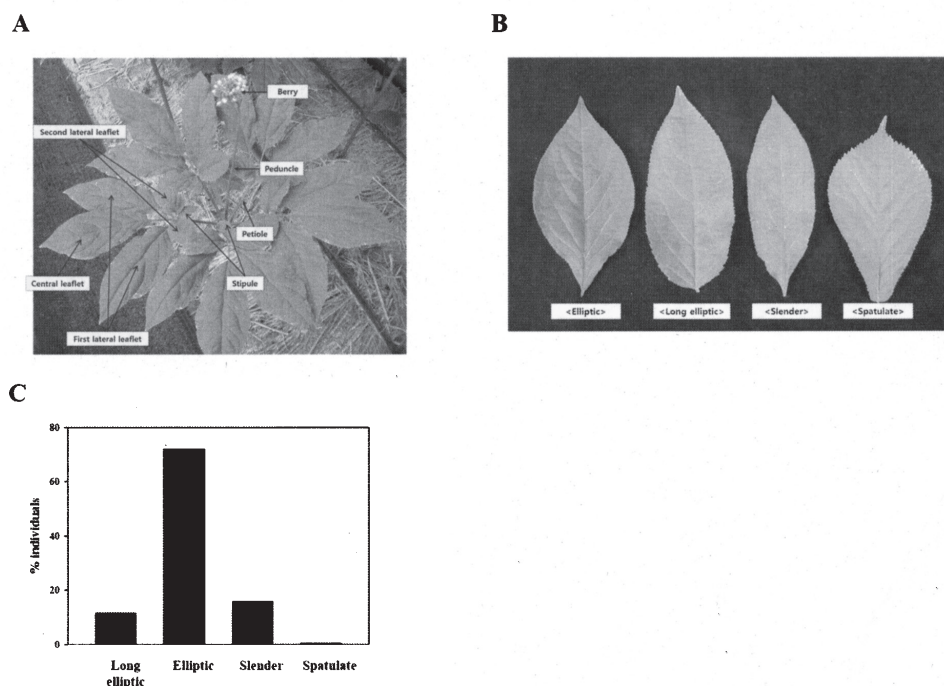 A
Berry
Second lateral leaflet
Peduncle
Petiole
Central leaflet
Stipule
First lateral leaflet
B
<Elliptic>
<Long elliptic>
<Slender>
<Spatulate>
C
80
60
40
20
0
% individuals
Long
elliptic
Elliptic
Slender
Spatulate